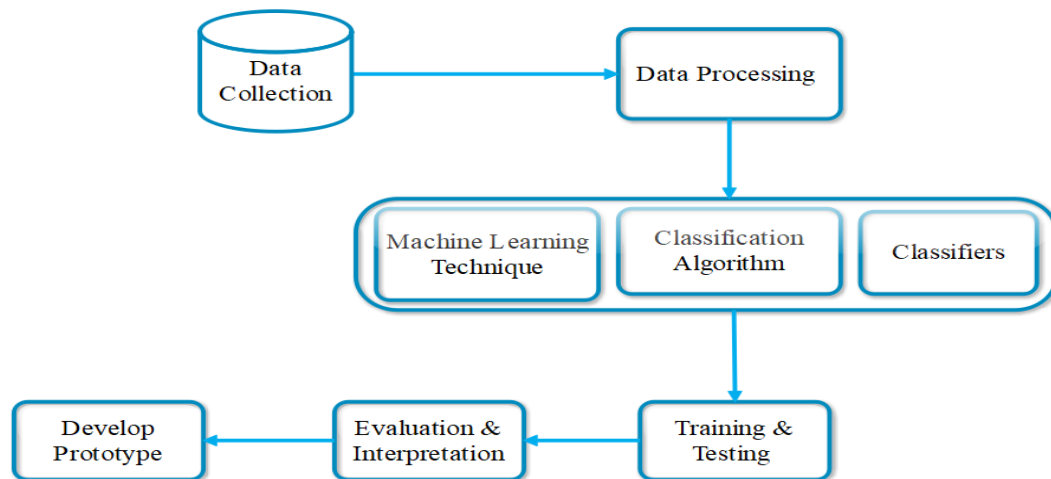 Data
Collection
Data Processing
Machine Learning
Technique
Classification
Algorithm
Classifiers
Develop
Prototype
Evaluation &
Interpretation
Training &
Testing